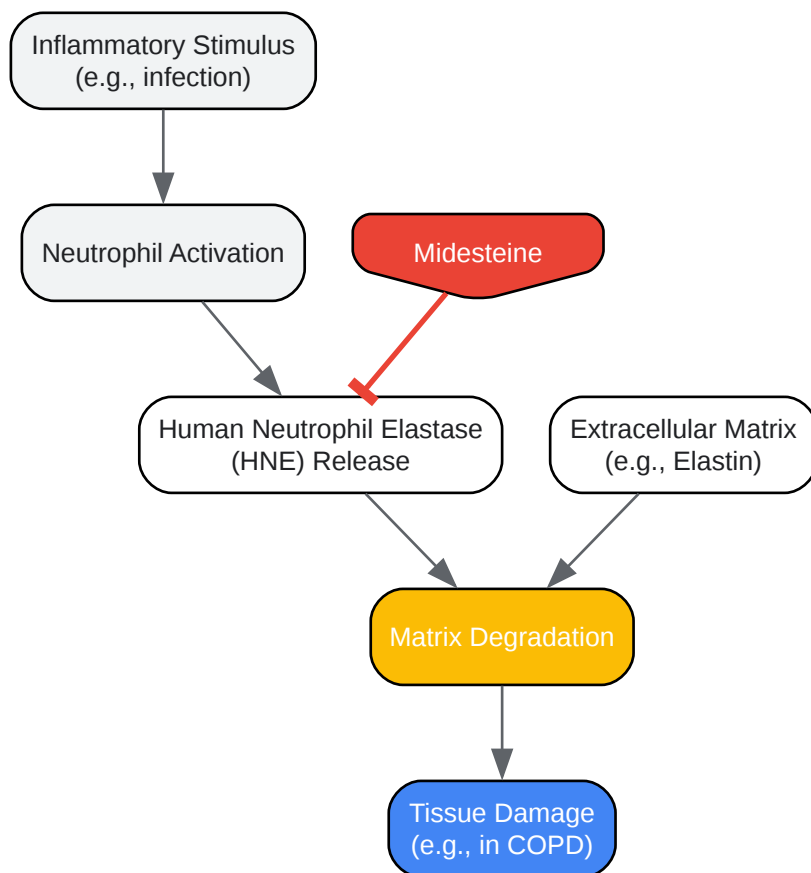 Inflammatory Stimulus
(e.g., infection)
Neutrophil Activation
Midesteine
Human Neutrophil Elastase
(HNE) Release
Extracellular Matrix
(e.g., Elastin)
Matrix Degradation
Tissue Damage
(e.g., in COPD)